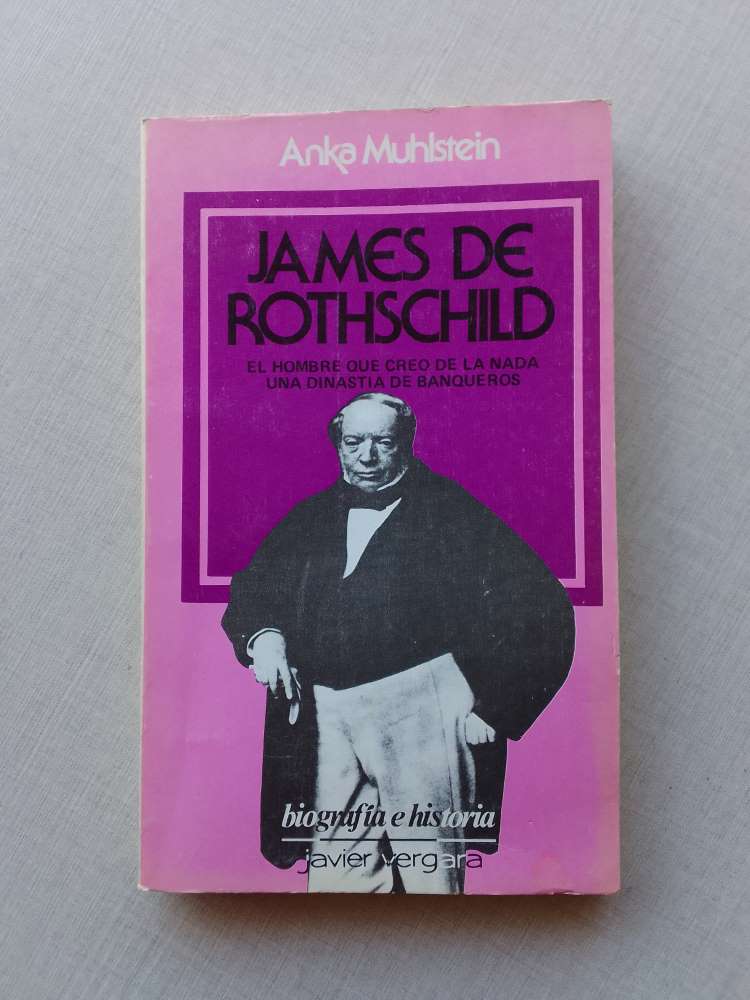 Anka Muhlstein
JAMES DE
ROTHSCHILD
EL HOMBRE QUE CREO DE LA NADA
UNA DINASTIA DE BANQUEROS
biografía e historia
javier vergara